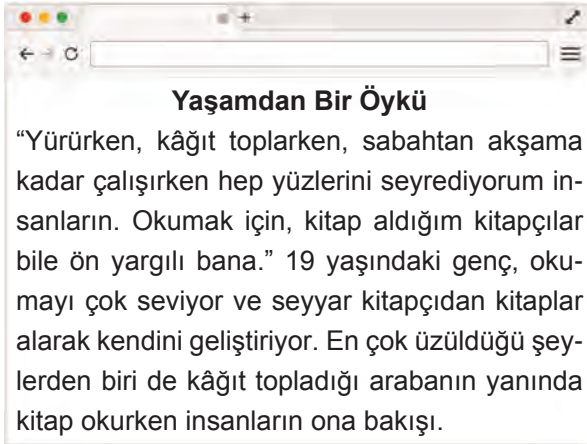 Yaşamdan Bir Öykü
“Yürürken, kâğıt toplarken, sabahtan akşama
kadar çalışırken hep yüzlerini seyrediyorum in-
sanların. Okumak için, kitap aldığım kitapçılar
bile ön yargılı bana.” 19 yaşındaki genç, oku-
mayı çok seviyor ve seyyar kitapçıdan kitaplar
alarak kendini geliştiriyor. En çok üzüldüğü şey-
lerden biri de kâğıt topladığı arabanın yanında
kitap okurken insanların ona bakışı.